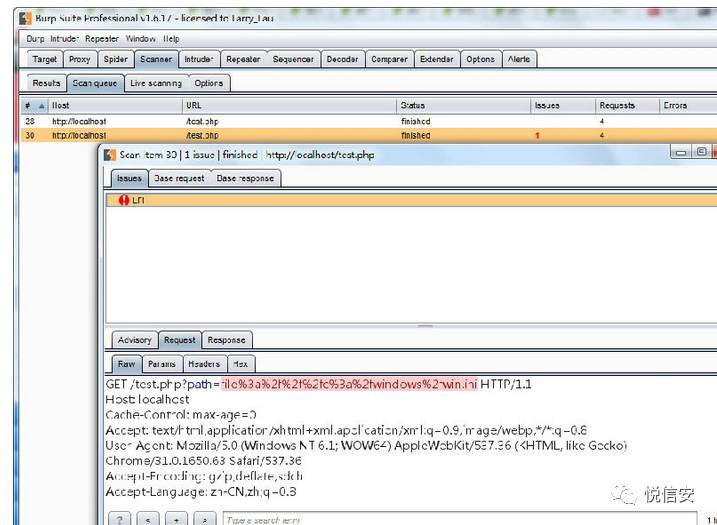 Burp Suite Professional v1.6.17 - licensed to Larry_Lau
Burp Intruder Repeater Window Help
Target Proxy Spider Scanner Intruder Repeater Sequencer Decoder Comparer Extender Options Alerts
Results Scan queue Live scanning Options
# Host URL Status Issues Requests Errors
28 http://localhost /test.php finished 4
30 http://localhost /test.php finished 1 4
Scan item 30 | 1 issue | finished | http://localhost/test.php
Issues Base request Base response
LFI
Advisory Request Response
Raw Params Headers Hex
GET /test.php?path=file%3a%2f%2f%2fc%3a%2fwindows%2fwin.ini HTTP/1.1
Host: localhost
Cache-Control: max-age=0
Accept: text/html,application/xhtml+xml,application/xml;q=0.9,image/webp,*/*;q=0.8
User-Agent: Mozilla/5.0 (Windows NT 6.1; WOW64) AppleWebKit/537.36 (KHTML, like Gecko)
Chrome/31.0.1650.63 Safari/537.36
Accept-Encoding: gzip,deflate,sdch
Accept-Language: zh-CN,zh;q=0.8
悦信安
? < + > Type a search term